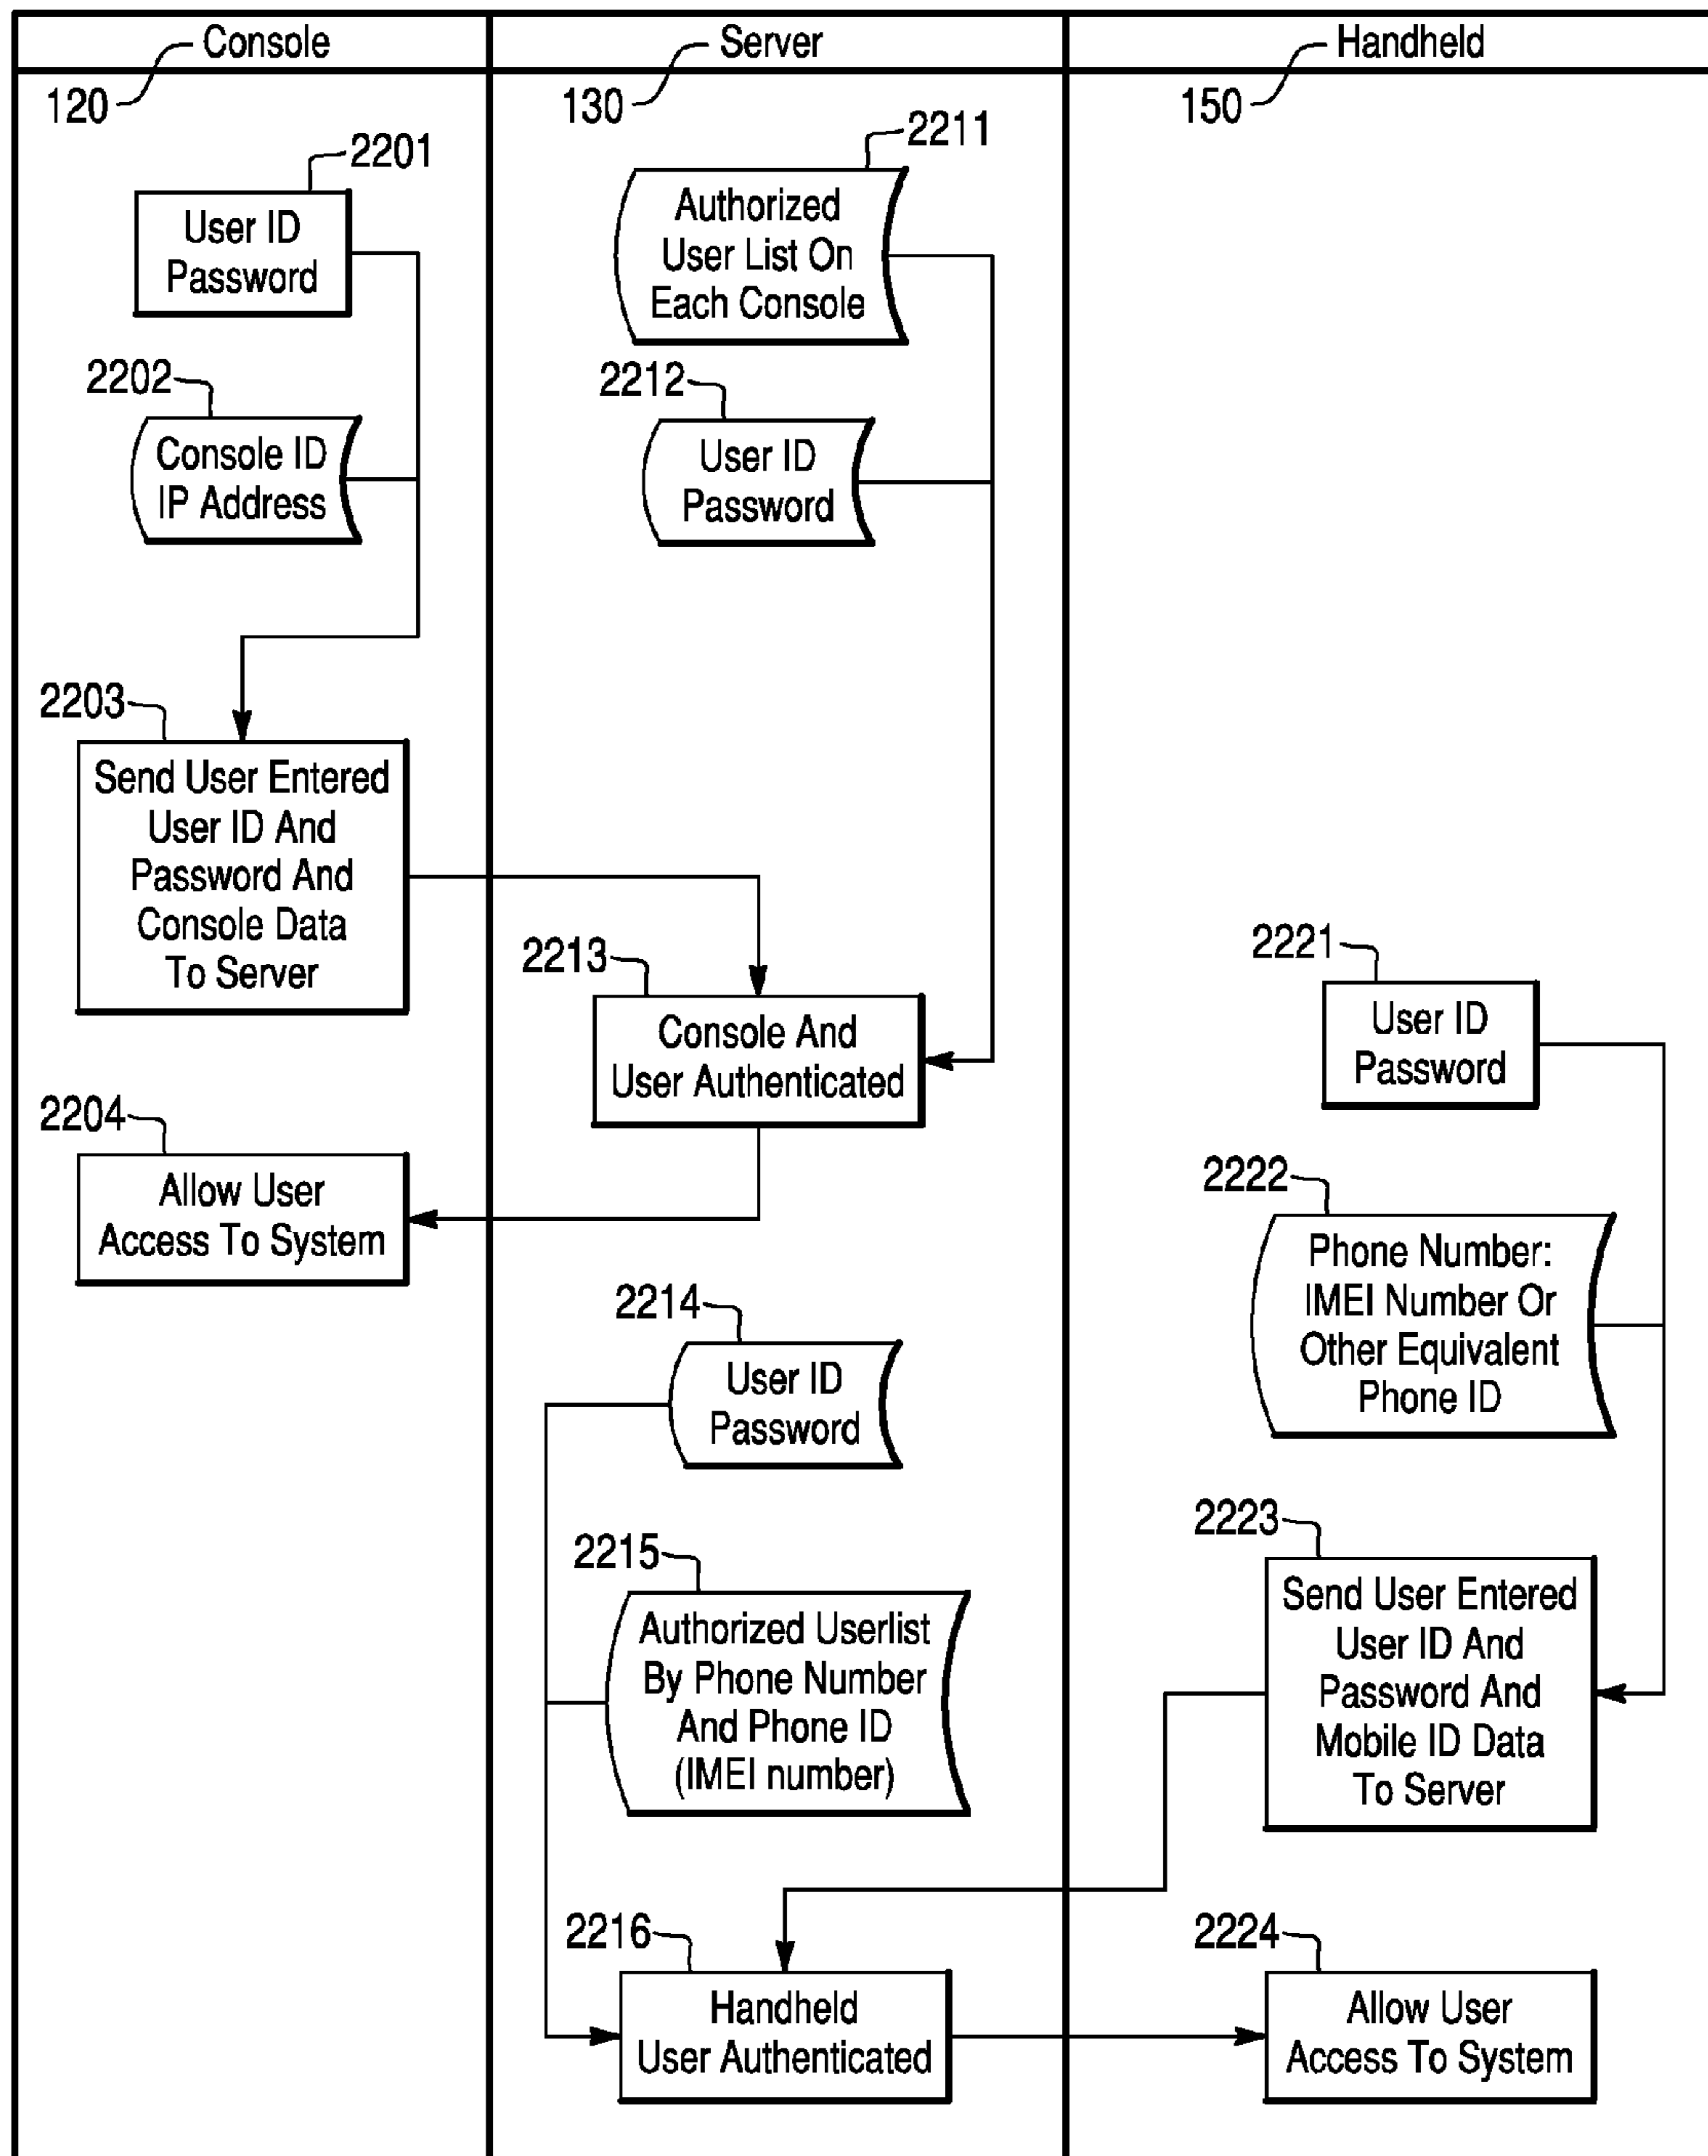 Console
Server
Handheld
120
130
150
2201
User ID
Password
2202
Console ID
IP Address
2203
Send User Entered
User ID And
Password And
Console Data
To Server
2204
Allow User
Access To System
2211
Authorized
User List On
Each Console
2212
User ID
Password
2213
Console And
User Authenticated
2214
User ID
Password
2215
Authorized Userlist
By Phone Number
And Phone ID
(IMEI number)
2216
Handheld
User Authenticated
2221
User ID
Password
2222
Phone Number:
IMEI Number Or
Other Equivalent
Phone ID
2223
Send User Entered
User ID And
Password And
Mobile ID Data
To Server
2224
Allow User
Access To System